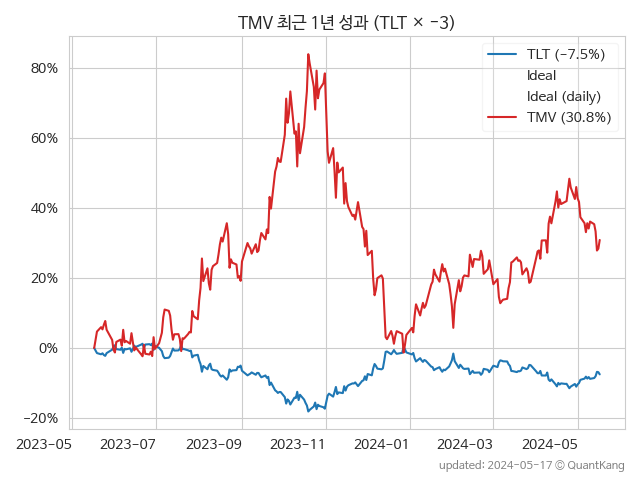 TMV 최근 1년 성과 (TLT × -3)
TLT (-7.5%)
Ideal
Ideal (daily)
TMV (30.8%)
80%
60%
40%
20%
0%
-20%
2023-05 2023-07 2023-09 2023-11 2024-01 2024-03 2024-05
updated: 2024-05-17 © QuantKang